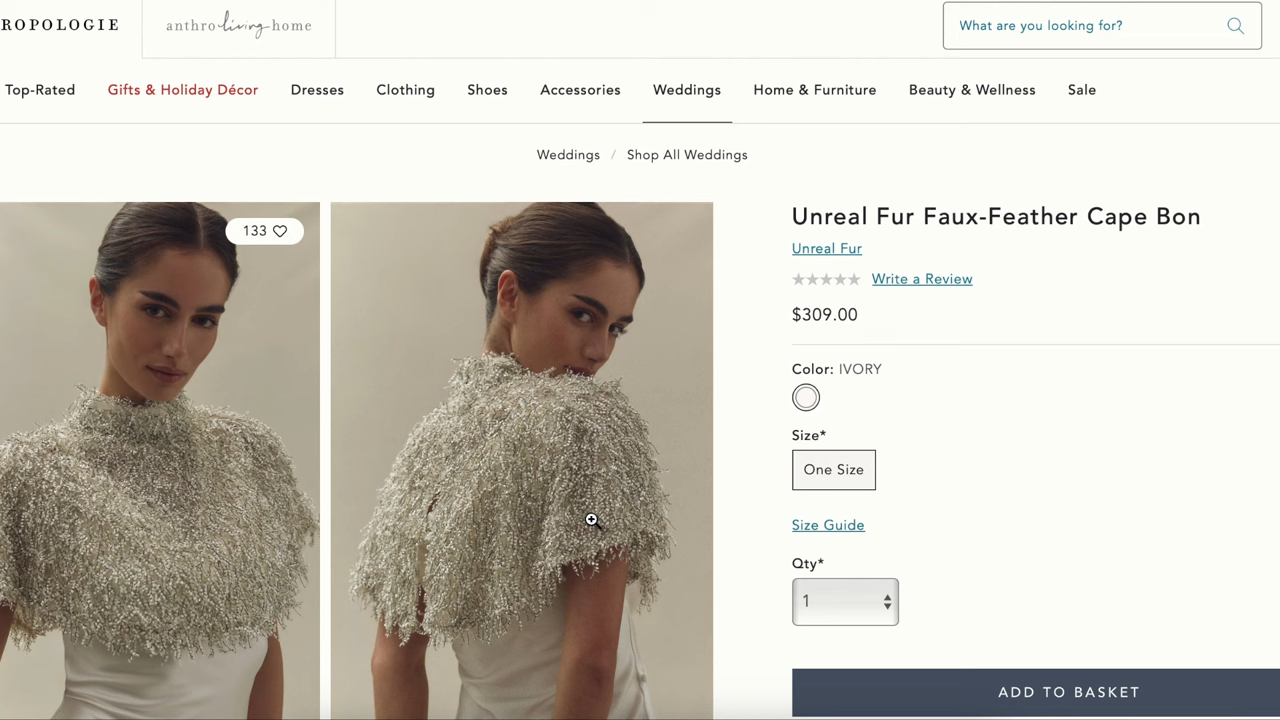 ROPOLOGIE
anthro living home
What are you looking for?
Top-Rated Gifts & Holiday Décor Dresses Clothing Shoes Accessories Weddings Home & Furniture Beauty & Wellness Sale
Weddings / Shop All Weddings
133
Unreal Fur Faux-Feather Cape Bon
Unreal Fur
Write a Review
$309.00
Color: IVORY
Size*
One Size
Size Guide
Qty*
1
ADD TO BASKET